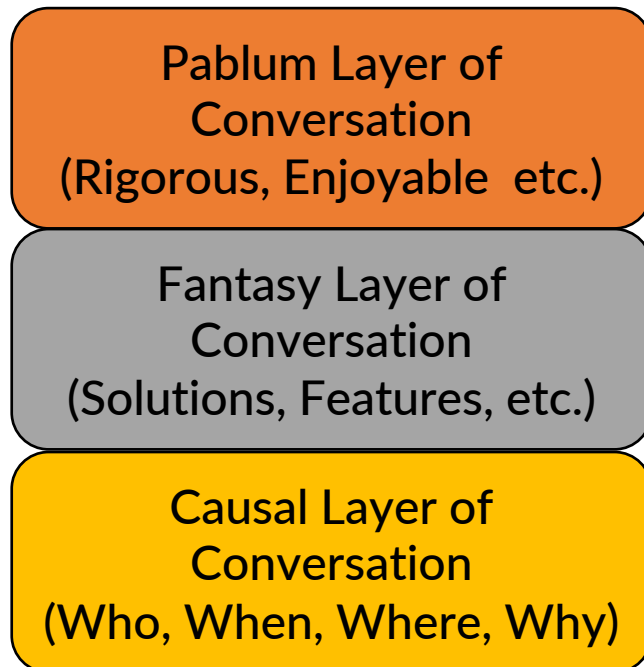 Pablum Layer of
Conversation
(Rigorous, Enjoyable  etc.)
Fantasy Layer of
Conversation
(Solutions, Features, etc.)
Causal Layer of
Conversation
(Who, When, Where, Why)